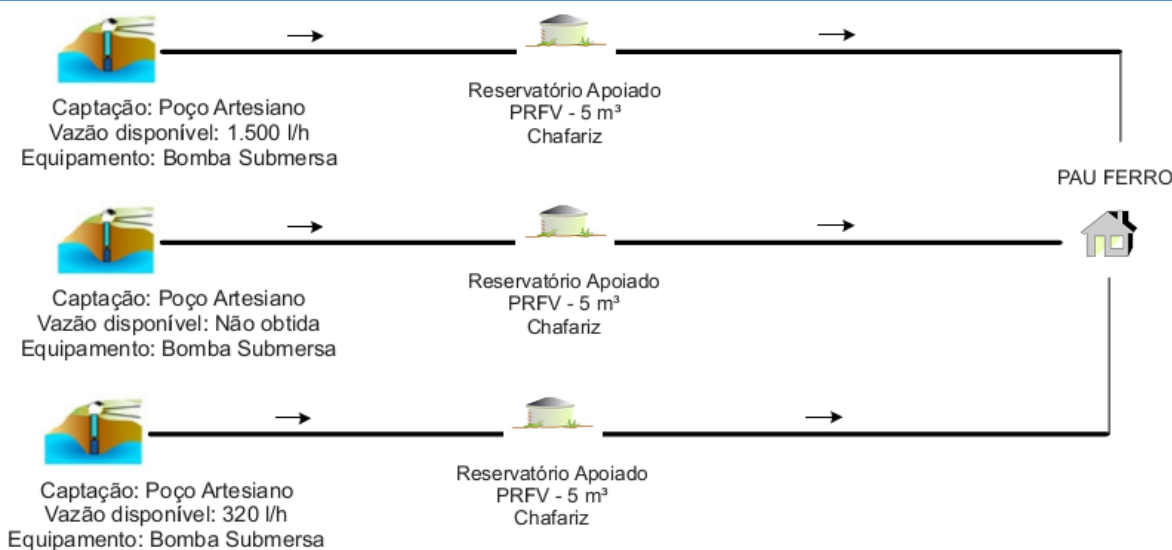 Captação: Poço Artesiano
Vazão disponível: 1.500 l/h
Equipamento: Bomba Submersa
Reservatório Apoiado
PRFV - 5 m³
Chafariz
PAU FERRO
Captação: Poço Artesiano
Vazão disponível: Não obtida
Equipamento: Bomba Submersa
Reservatório Apoiado
PRFV - 5 m³
Chafariz
Captação: Poço Artesiano
Vazão disponível: 320 l/h
Equipamento: Bomba Submersa
Reservatório Apoiado
PRFV - 5 m³
Chafariz